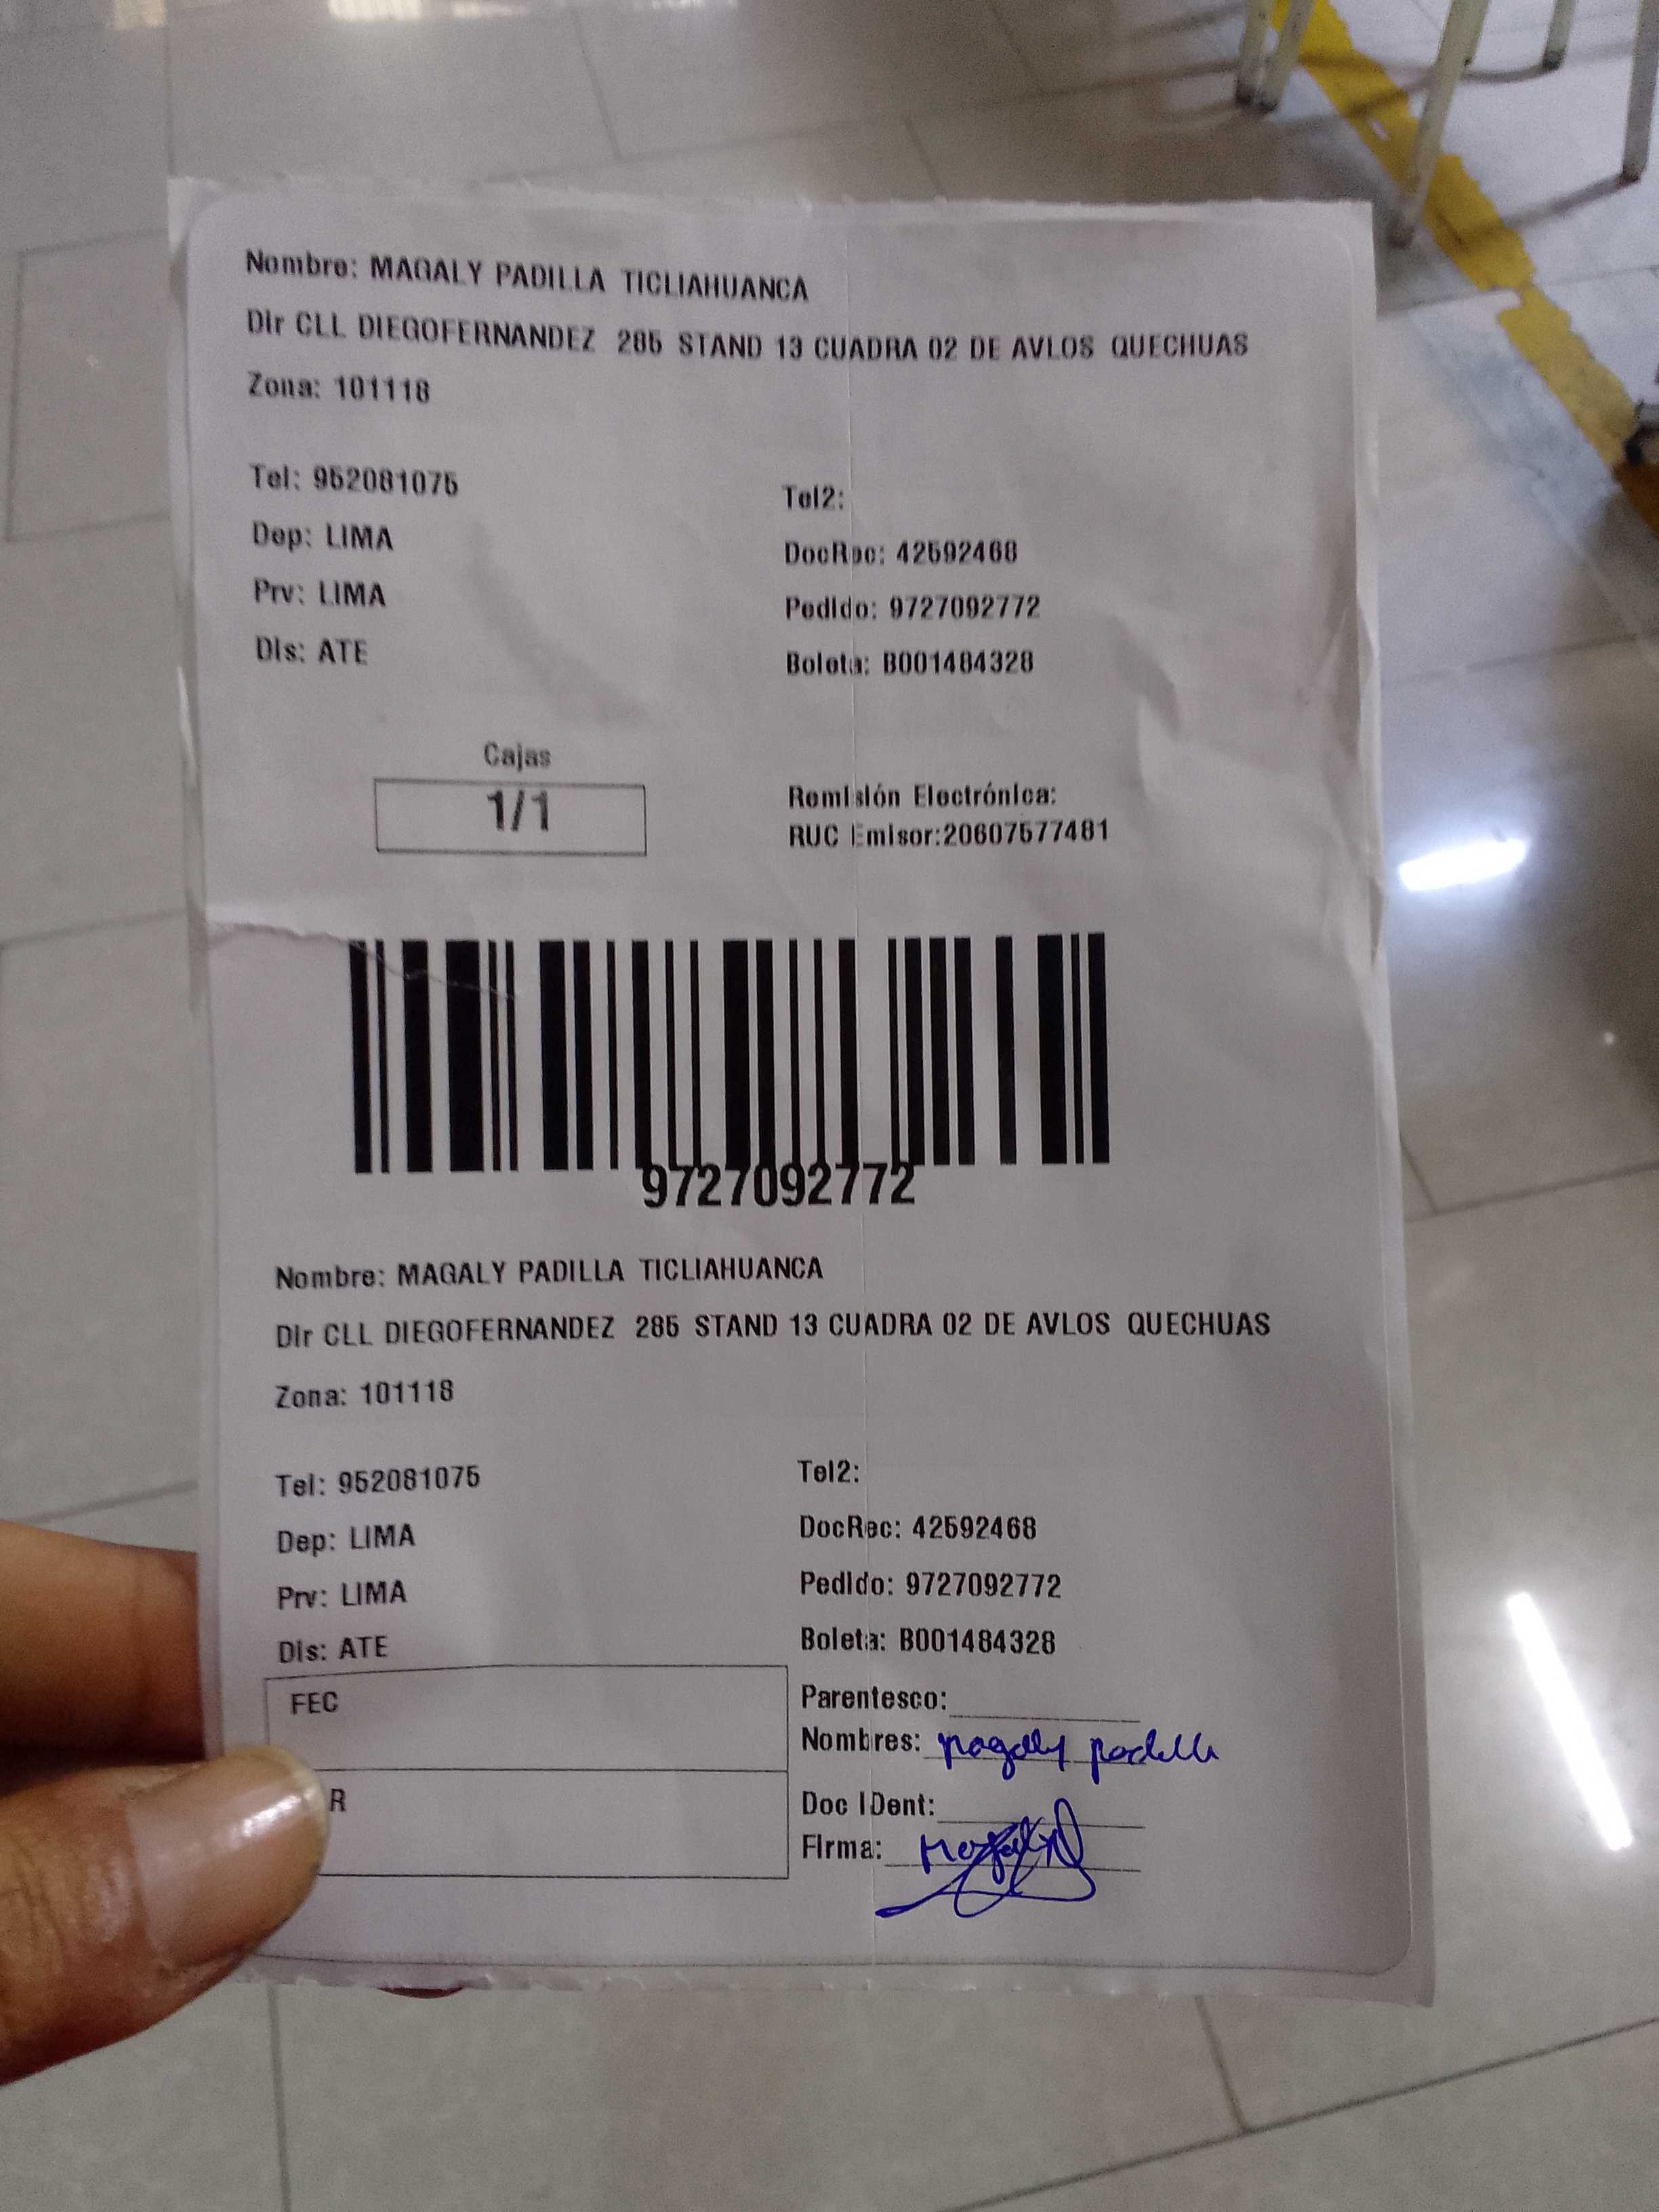 Nombre: MAGALY PADILLA TICLIAHUANCA
Dir CLL DIEGOFERNANDEZ 285 STAND 13 CUADRA 02 DE AVLOS QUECHUAS
Zona: 101118
Tel: 952081075
Tel2:
Dep: LIMA
DocRec: 42592468
Prv: LIMA
Pedido: 9727092772
Dis: ATE
Boleta: B001484328
Cajas
1/1
Remisión Electrónica:
RUC Emisor:20607577481
9727092772
Nombre: MAGALY PADILLA TICLIAHUANCA
Dir CLL DIEGOFERNANDEZ 285 STAND 13 CUADRA 02 DE AVLOS QUECHUAS
Zona: 101118
Tel: 952081075
Tel2:
Dep: LIMA
DocRec: 42592468
Prv: LIMA
Pedido: 9727092772
Dis: ATE
Boleta: B001484328
FEC
Parentesco:
Nombres: magaly padilla
R
Doc IDent:
Firma: